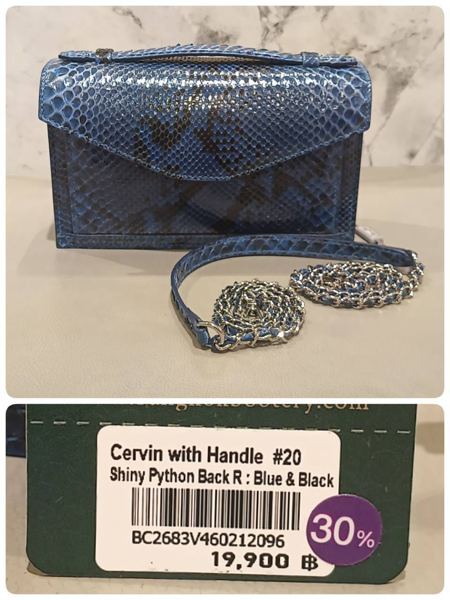 Cervin with Handle #20
Shiny Python Back R : Blue & Black
BC2683V460212096
30%
19,900 ฿